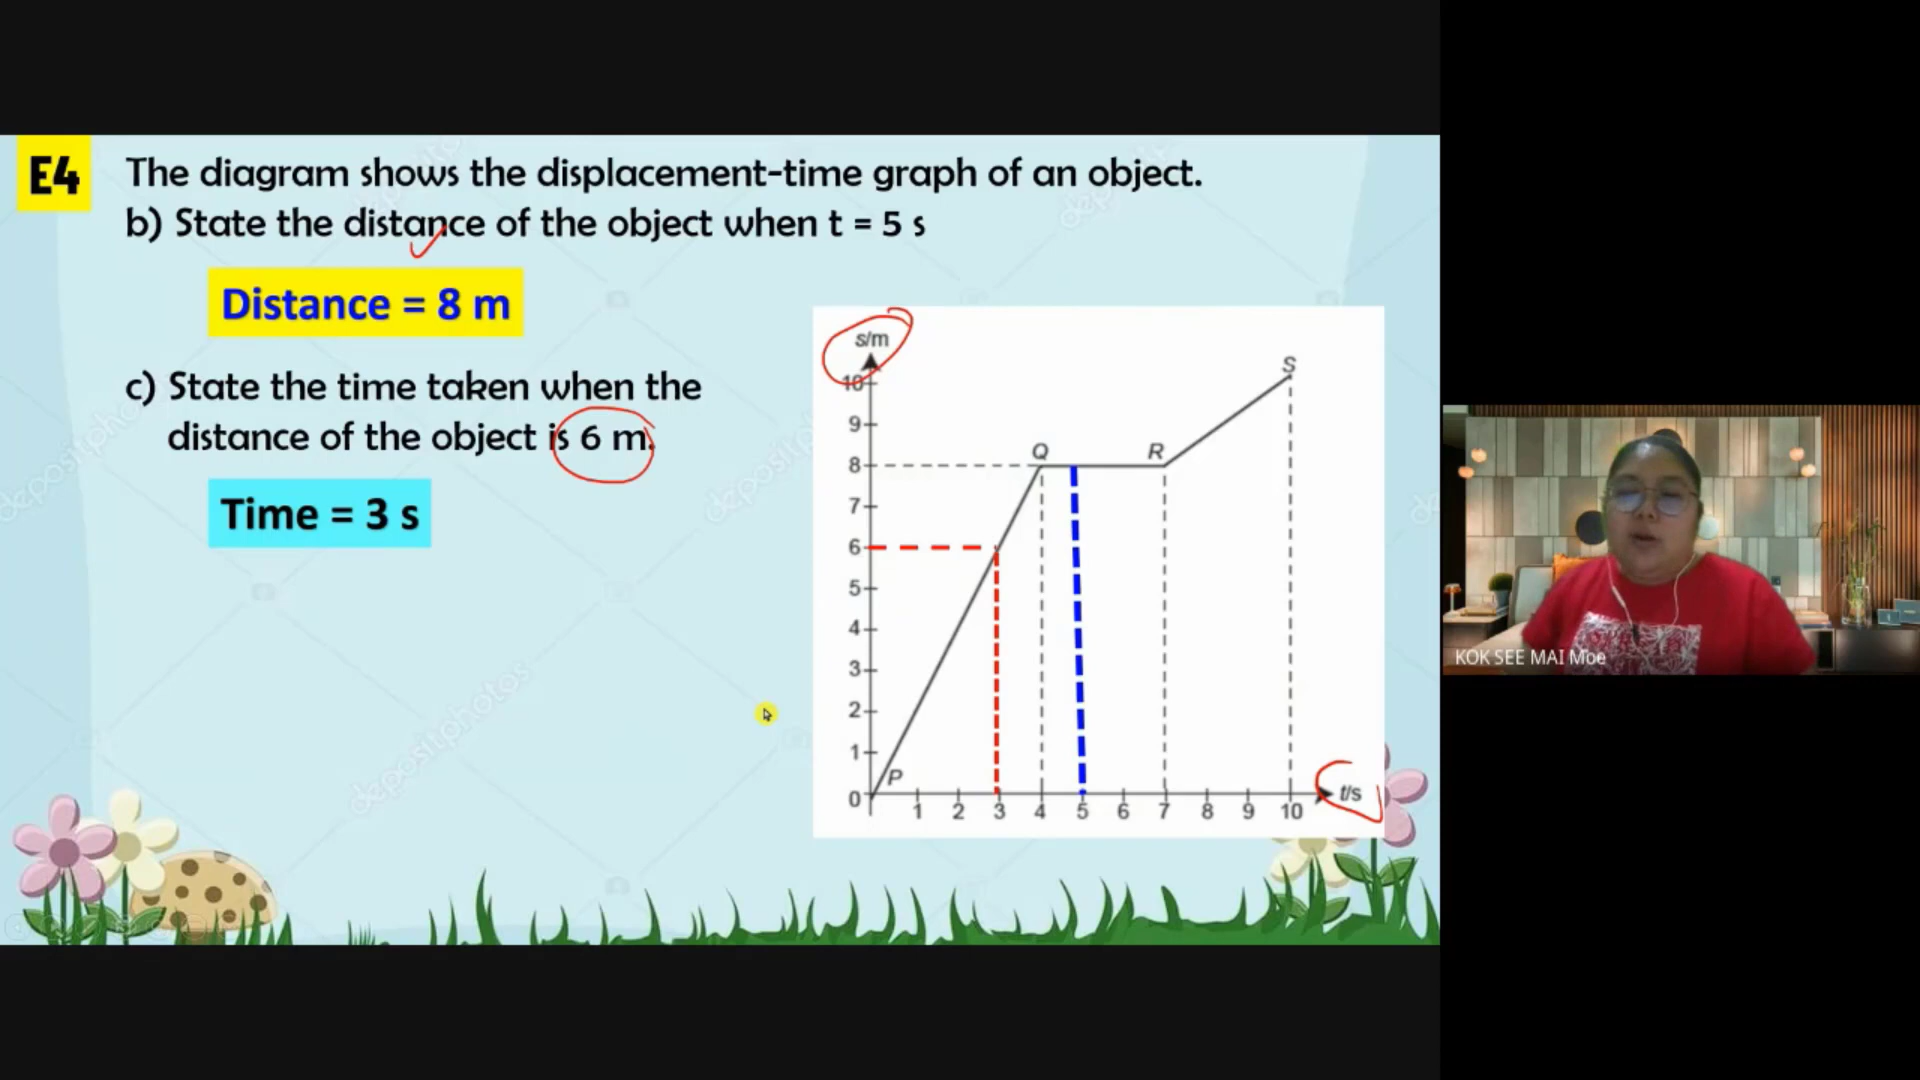 E4
The diagram shows the displacement-time graph of an object.
b) State the distance of the object when t = 5 s
Distance = 8 m
c) State the time taken when the
distance of the object is 6 m.
Time = 3 s
s/m
10
9
8
7
6
5
4
3
2
1
0
P
Q
R
S
1 2 3 4 5 6 7 8 9 10
t/s
KOK SEE MAI Moe
depositphotos
depositphotos